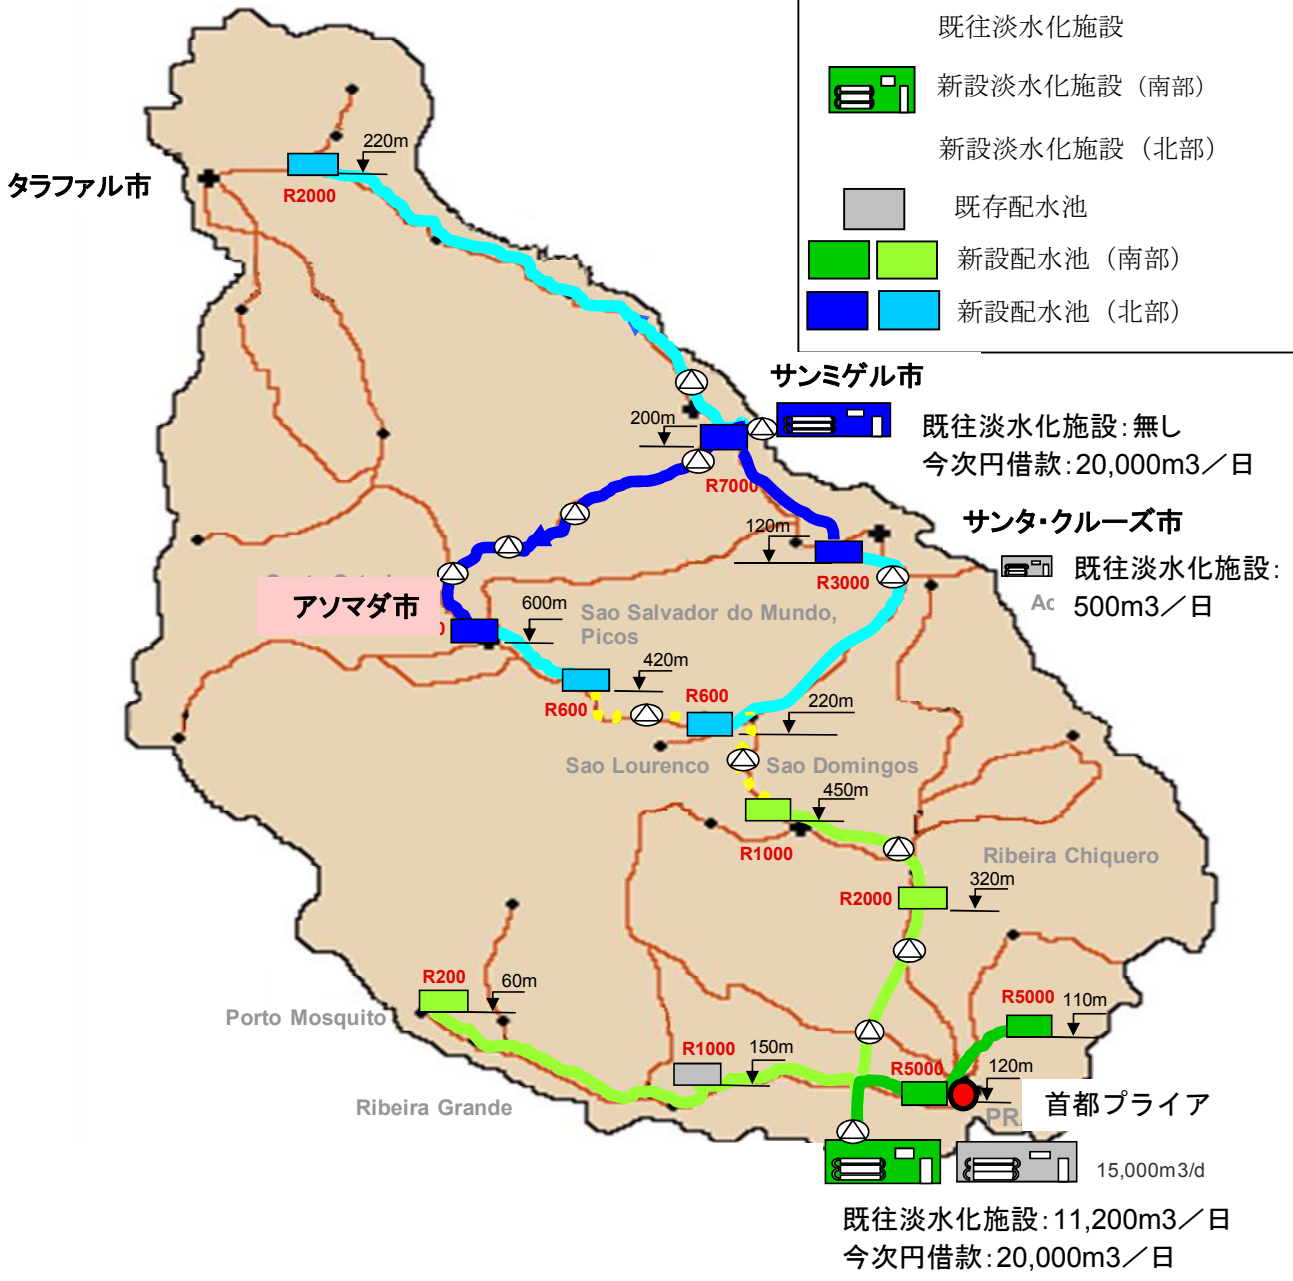 既往淡水化施設
新設淡水化施設（南部）
新設淡水化施設（北部）
既存配水池
新設配水池（南部）
新設配水池（北部）
220m
タラファル市
R2000
サンミゲル市
200m
既往淡水化施設：無し
今次円借款：20,000m3／日
R7000
サンタ・クルーズ市
120m
R3000
既往淡水化施設：
500m3／日
アソマダ市
600m
Sao Salvador do Mundo,
Picos
420m
R600
R600
220m
Sao Lourenco
Sao Domingos
450m
R1000
Ribeira Chiquero
R2000
320m
R200
60m
Porto Mosquito
R5000
110m
R1000
150m
R5000
120m
Ribeira Grande
首都プライア
PR
15,000m3/d
既往淡水化施設：11,200m3／日
今次円借款：20,000m3／日